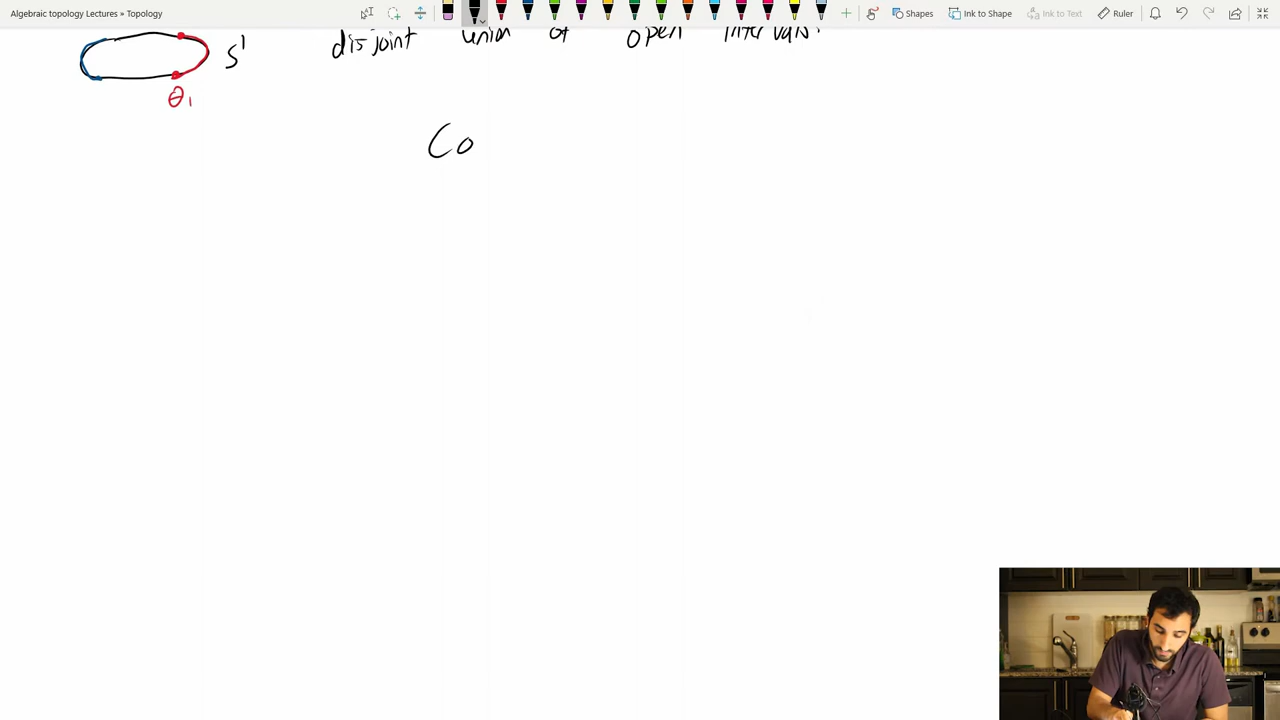 Algebraic topology Lectures » Topology
Shapes Ink to Shape Ink to Text Ruler
disjoint union of open intervals.
S¹
θ₁
Co